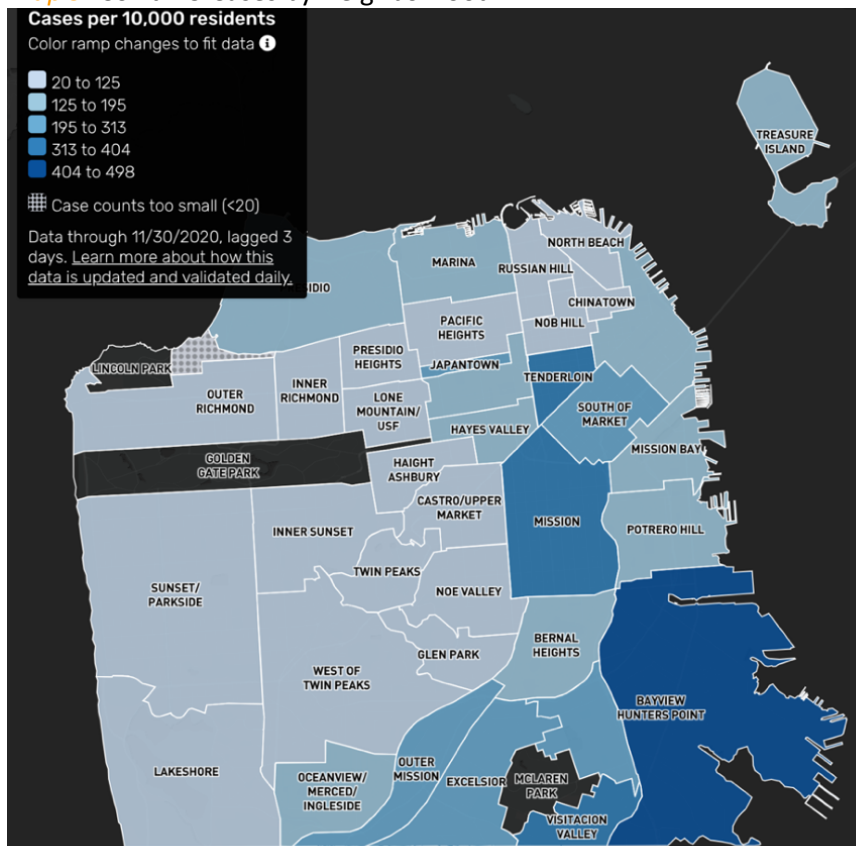 Cases per 10,000 residents
Color ramp changes to fit data
20 to 125
125 to 195
195 to 313
313 to 404
404 to 498
Case counts too small (<20)
Data through 11/30/2020, lagged 3
days. Learn more about how this
data is updated and validated daily.
TREASURE
ISLAND
NORTH BEACH
MARINA
RUSSIAN HILL
CHINATOWN
PACIFIC
HEIGHTS
NOB HILL
PRESIDIO
HEIGHTS
JAPANTOWN
LINCOLN PARK
TENDERLOIN
OUTER
RICHMOND
INNER
RICHMOND
LONE
MOUNTAIN/
USF
SOUTH OF
MARKET
HAYES VALLEY
MISSION BAY
GOLDEN
GATE PARK
HAIGHT
ASHBURY
CASTRO/UPPER
MARKET
MISSION
POTRERO HILL
INNER SUNSET
TWIN PEAKS
SUNSET/
PARKSIDE
NOE VALLEY
BERNAL
HEIGHTS
GLEN PARK
WEST OF
TWIN PEAKS
BAYVIEW
HUNTERS POINT
LAKESHORE
OCEANVIEW/
MERCED/
INGLESIDE
OUTER
MISSION
EXCELSIOR
MCLAREN
PARK
VISITACION
VALLEY